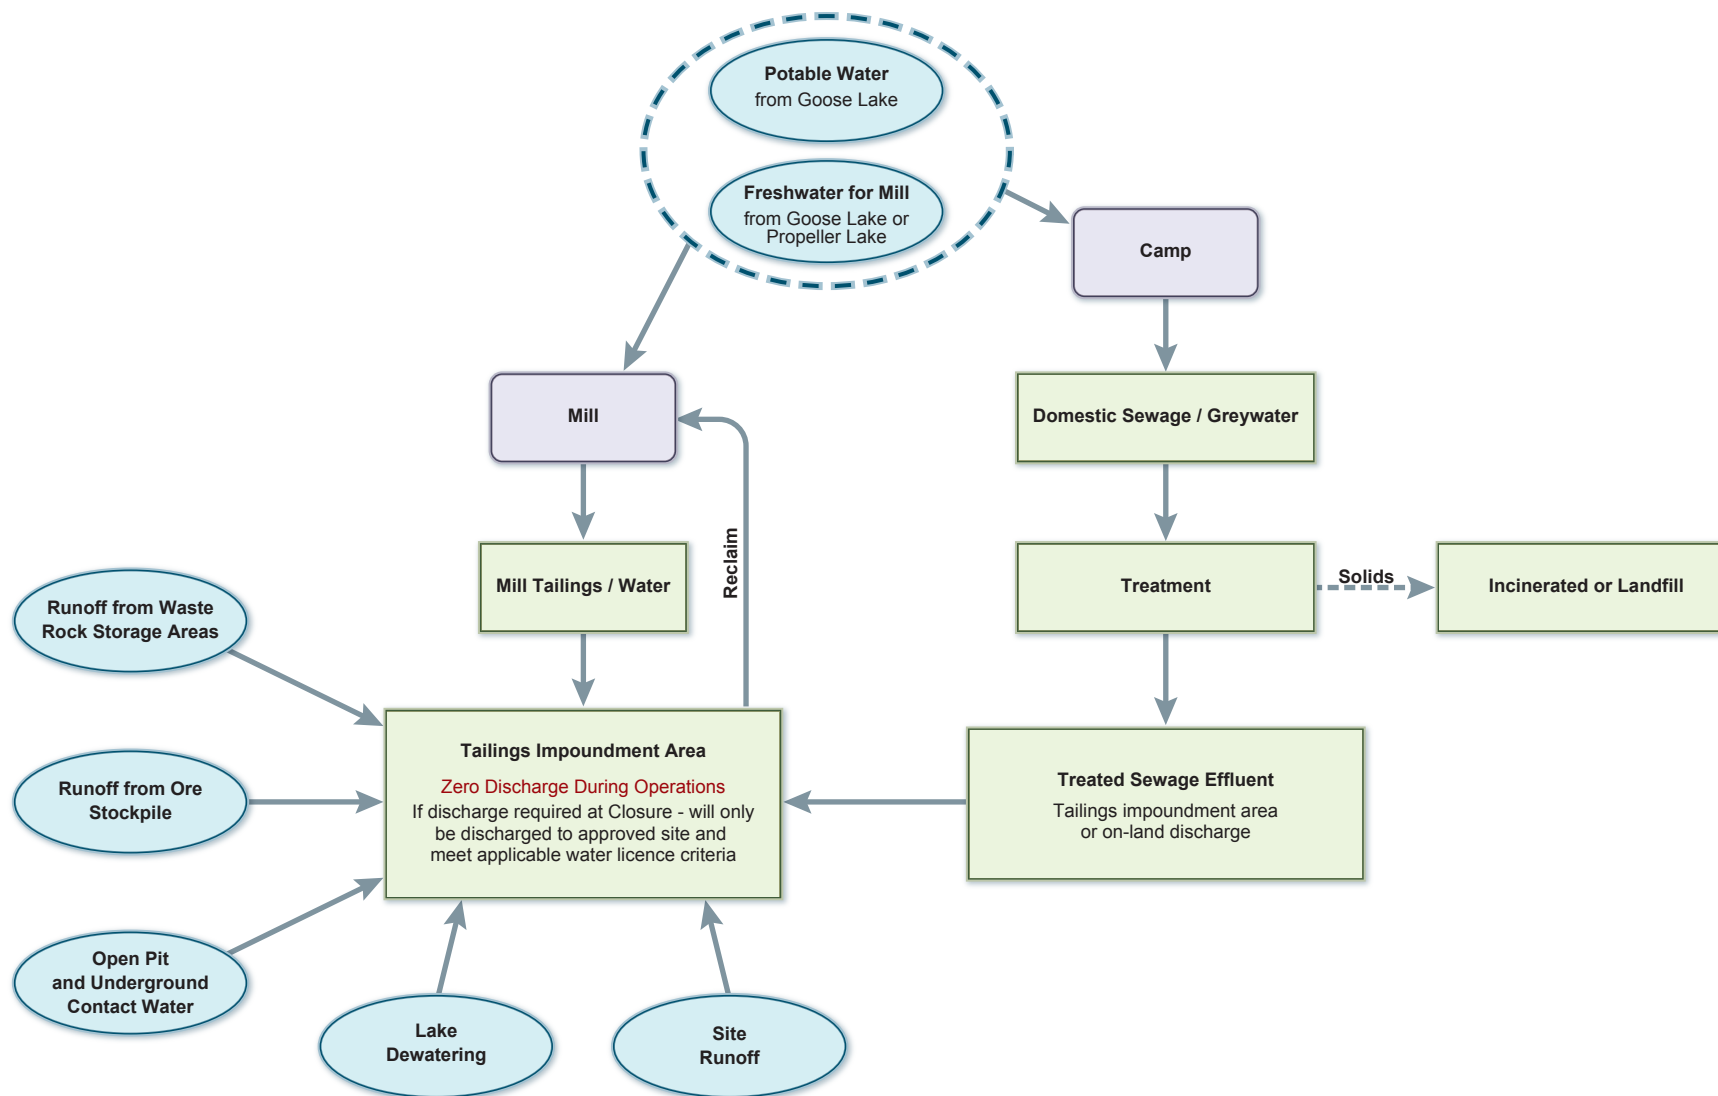 Potable Water
from Goose Lake
Freshwater for Mill
from Goose Lake or
Propeller Lake
Camp
Mill
Domestic Sewage / Greywater
Reclaim
Mill Tailings / Water
Treatment
Solids
Incinerated or Landfill
Runoff from Waste
Rock Storage Areas
Tailings Impoundment Area
Zero Discharge During Operations
If discharge required at Closure - will only
be discharged to approved site and
meet applicable water licence criteria
Treated Sewage Effluent
Tailings impoundment area
or on-land discharge
Runoff from Ore
Stockpile
Open Pit
and Underground
Contact Water
Lake
Dewatering
Site
Runoff